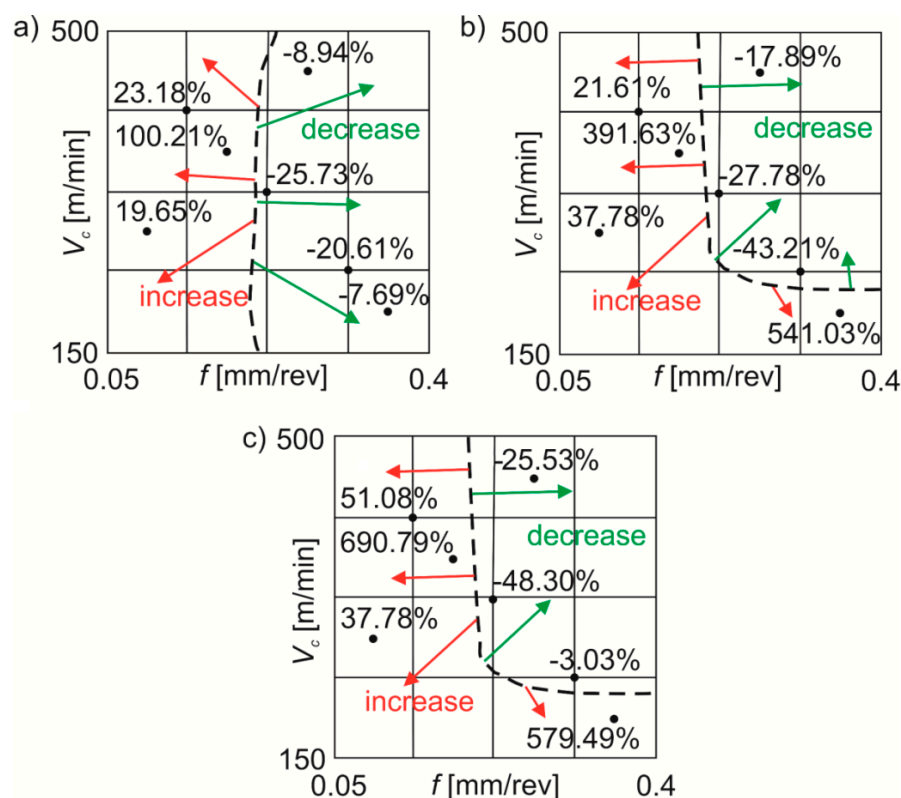 a)
500
-8.94%
23.18%
100.21%
decrease
-25.73%
19.65%
-20.61%
increase
-7.69%
V_c [m/min]
150
0.05
f [mm/rev]
0.4
b)
500
-17.89%
21.61%
391.63%
decrease
-27.78%
37.78%
-43.21%
increase
541.03%
V_c [m/min]
150
0.05
f [mm/rev]
0.4
c)
500
-25.53%
51.08%
690.79%
decrease
-48.30%
37.78%
-3.03%
increase
579.49%
V_c [m/min]
150
0.05
f [mm/rev]
0.4